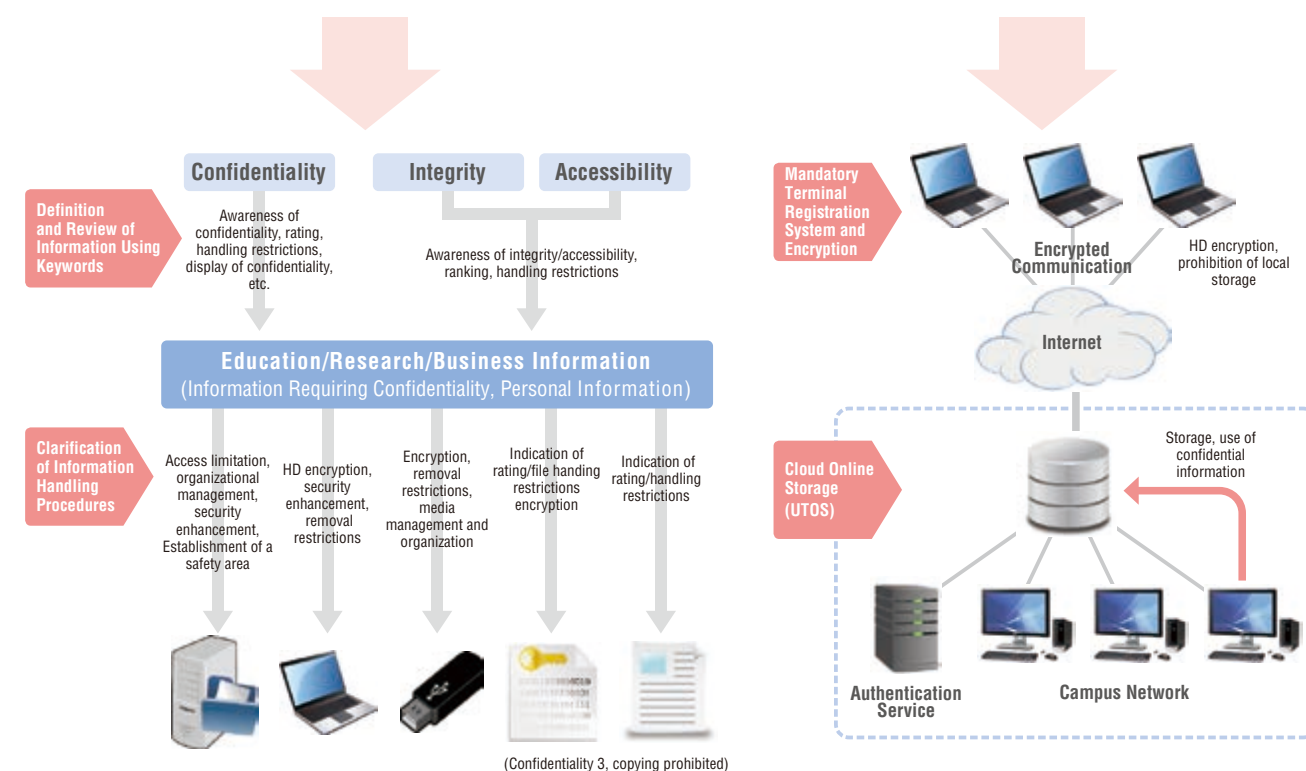 Confidentiality
Integrity
Accessibility
Definition
and Review of
Information Using
Keywords
Awareness of
confidentiality, rating,
handling restrictions,
display of confidentiality,
etc.
Awareness of integrity/accessibility,
ranking, handling restrictions
Education/Research/Business Information
(Information Requiring Confidentiality, Personal Information)
Clarification
of Information
Handling
Procedures
Access limitation,
organizational
management,
security
enhancement,
Establishment of a
safety area
HD encryption,
security
enhancement,
removal
restrictions
Encryption,
removal
restrictions,
media
management and
organization
Indication of
rating/file handing
restrictions
encryption
Indication of
rating/handling
restrictions
(Confidentiality 3, copying prohibited)
Mandatory
Terminal
Registration
System and
Encryption
Encrypted
Communication
HD encryption,
prohibition of local
storage
Internet
Cloud Online
Storage
(UTOS)
Storage, use of
confidential
information
Authentication
Service
Campus Network